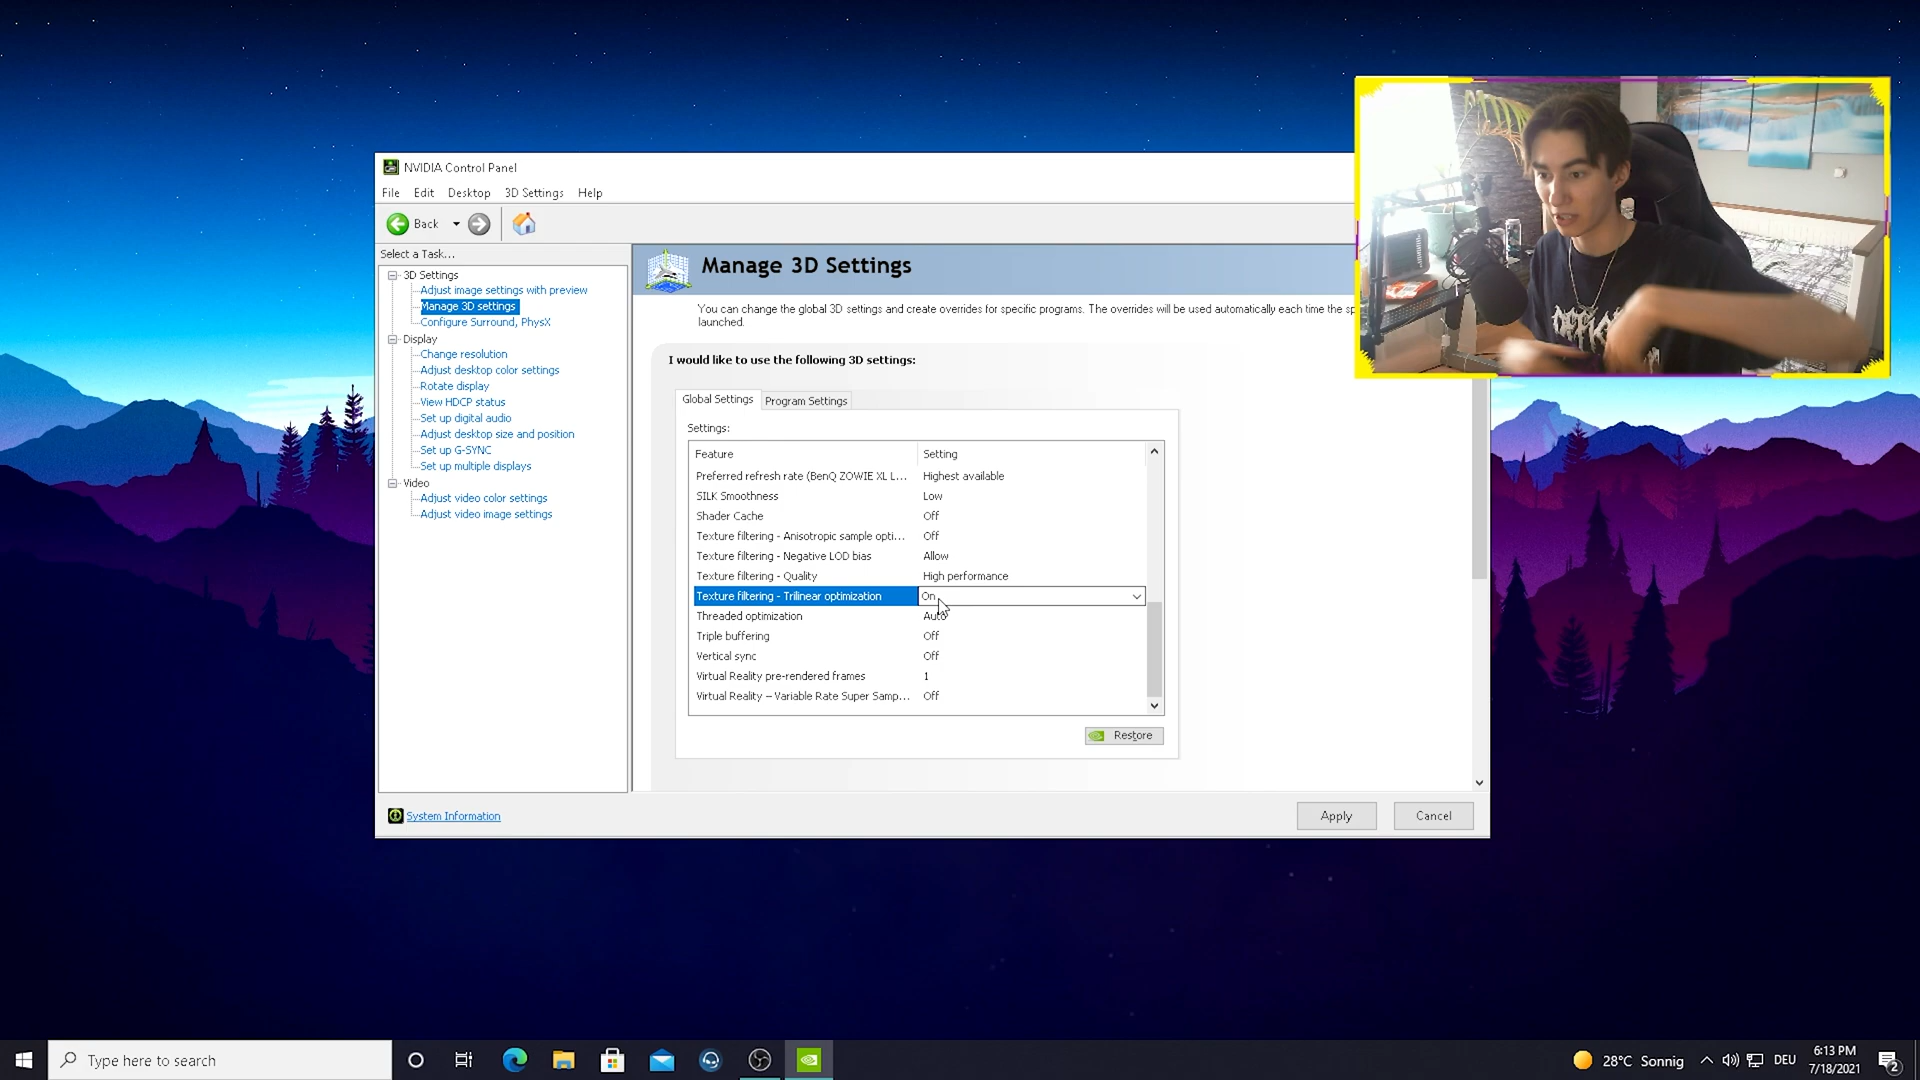 NVIDIA Control Panel
File Edit Desktop 3D Settings Help
Back
Select a Task...
3D Settings
Adjust image settings with preview
Manage 3D settings
Configure Surround, PhysX
Display
Change resolution
Adjust desktop color settings
Rotate display
View HDCP status
Set up digital audio
Adjust desktop size and position
Set up G-SYNC
Set up multiple displays
Video
Adjust video color settings
Adjust video image settings
System Information
Manage 3D Settings
You can change the global 3D settings and create overrides for specific programs. The overrides will be used automatically each time the sp
launched.
I would like to use the following 3D settings:
Global Settings Program Settings
Settings:
Feature Setting
Preferred refresh rate (BenQ ZOWIE XL L... Highest available
SILK Smoothness Low
Shader Cache Off
Texture filtering - Anisotropic sample opti... Off
Texture filtering - Negative LOD bias Allow
Texture filtering - Quality High performance
Texture filtering - Trilinear optimization On
Threaded optimization Auto
Triple buffering Off
Vertical sync Off
Virtual Reality pre-rendered frames 1
Virtual Reality – Variable Rate Super Samp... Off
Restore
Apply Cancel
Type here to search
28°C Sonnig
DEU
6:13 PM
7/18/2021
2